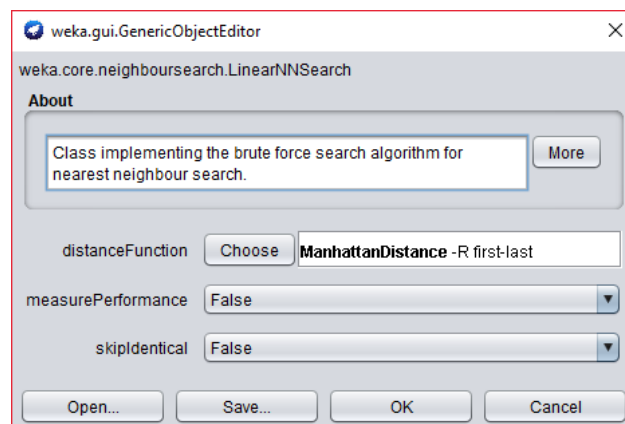 weka.gui.GenericObjectEditor
weka.core.neighboursearch.LinearNNSearch
About
Class implementing the brute force search algorithm for
nearest neighbour search.
More
distanceFunction Choose ManhattanDistance -R first-last
measurePerformance False
skipIdentical False
Open... Save... OK Cancel